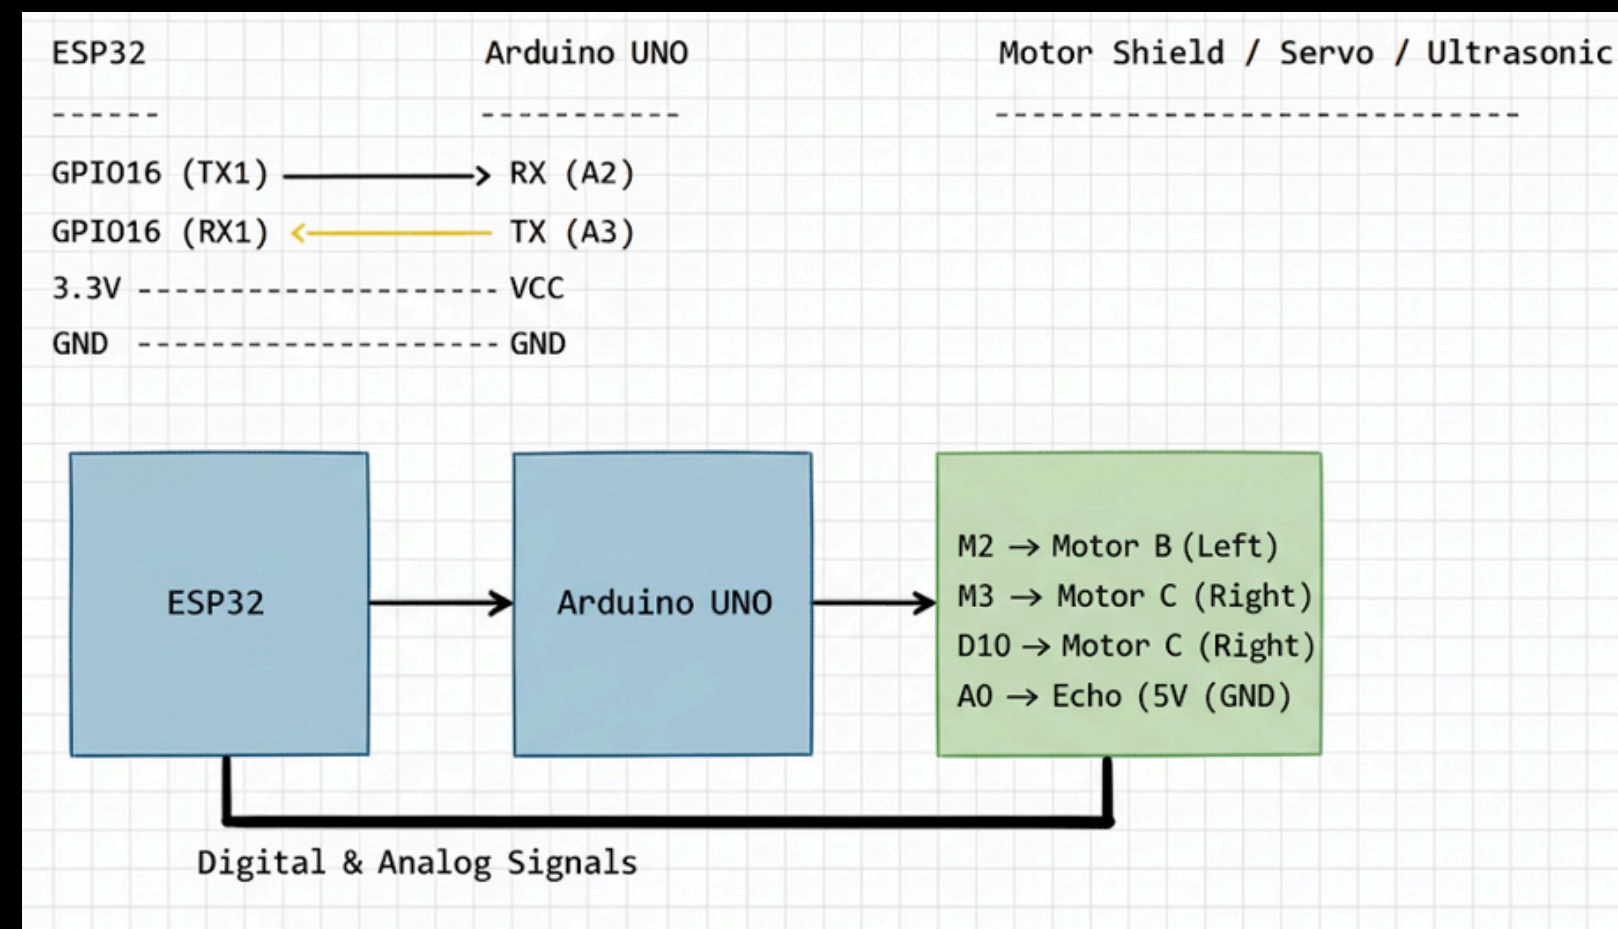 ESP32 Arduino UNO Motor Shield / Servo / Ultrasonic
------ ----------- ----------------------------
GPIO16 (TX1) → RX (A2)
GPIO16 (RX1) ← TX (A3)
3.3V -------------------- VCC
GND -------------------- GND
ESP32
Arduino UNO
M2 → Motor B (Left)
M3 → Motor C (Right)
D10 → Motor C (Right)
A0 → Echo (5V (GND)
Digital & Analog Signals